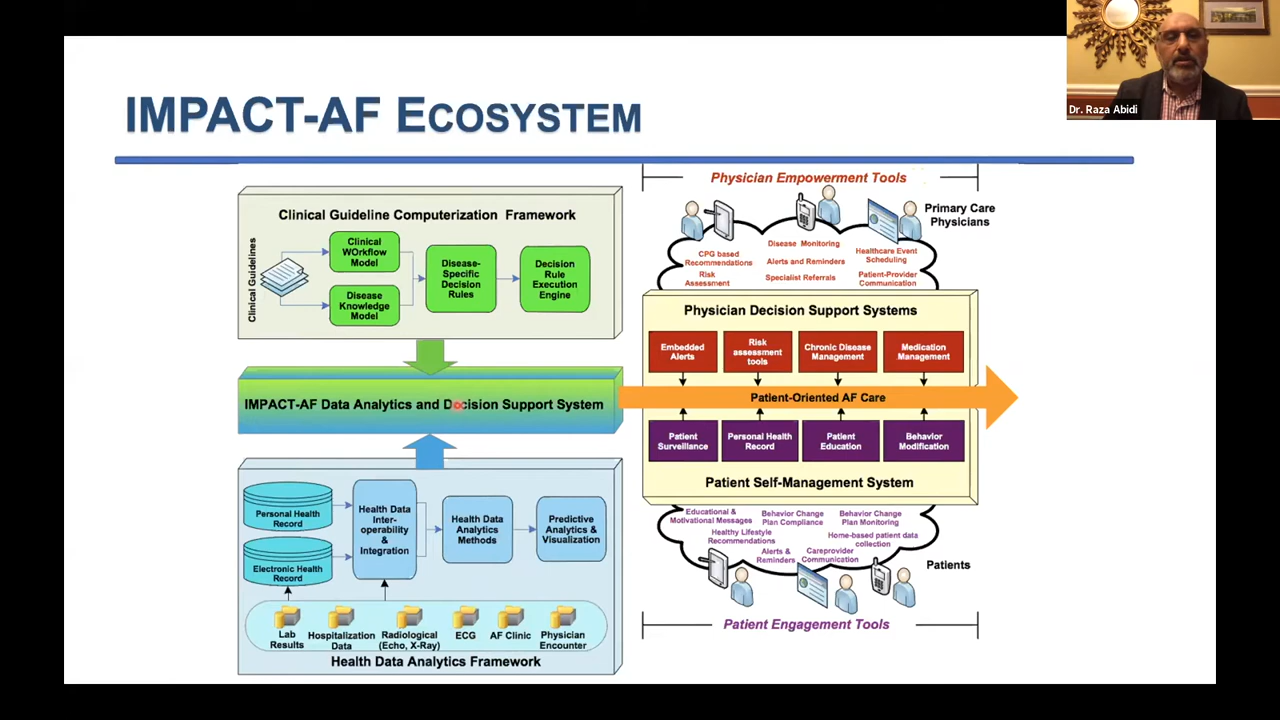 Dr. Raza Abidi
IMPACT-AF ECOSYSTEM
Clinical Guideline Computerization Framework
Clinical Guidelines
Clinical
WOrkflow
Model
Disease
Knowledge
Model
Disease-
Specific
Decision
Rules
Decision
Rule
Execution
Engine
IMPACT-AF Data Analytics and Decision Support System
Personal Health
Record
Electronic Health
Record
Health Data
Inter-
operability
&
Integration
Health Data
Analytics
Methods
Predictive
Analytics &
Visualization
Lab
Results
Hospitalization
Data
Radiological
(Echo, X-Ray)
ECG
AF Clinic
Physician
Encounter
Health Data Analytics Framework
Physician Empowerment Tools
Primary Care
Physicians
CPG based
Recommendations
Risk
Assessment
Disease Monitoring
Alerts and Reminders
Specialist Referrals
Healthcare Event
Scheduling
Patient-Provider
Communication
Physician Decision Support Systems
Embedded
Alerts
Risk
assessment
tools
Chronic Disease
Management
Medication
Management
Patient-Oriented AF Care
Patient
Surveillance
Personal Health
Record
Patient
Education
Behavior
Modification
Patient Self-Management System
Educational &
Motivational Messages
Healthy Lifestyle
Recommendations
Behavior Change
Plan Compliance
Behavior Change
Plan Monitoring
Home-based patient data
collection
Alerts &
Reminders
Careprovider
Communication
Patients
Patient Engagement Tools